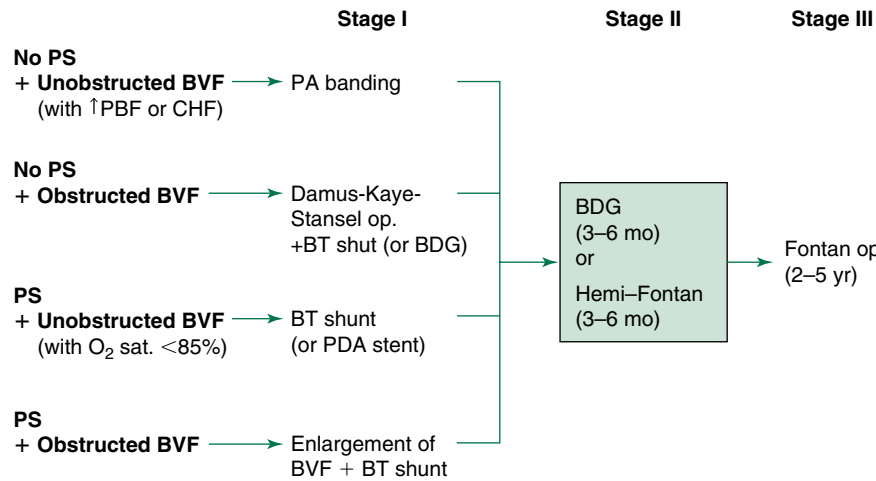 Stage I
Stage II
Stage III
No PS
+ Unobstructed BVF
(with ↑PBF or CHF)
PA banding
No PS
+ Obstructed BVF
Damus-Kaye-
Stansel op.
+BT shut (or BDG)
PS
+ Unobstructed BVF
(with O₂ sat. <85%)
BT shunt
(or PDA stent)
PS
+ Obstructed BVF
Enlargement of
BVF + BT shunt
BDG
(3–6 mo)
or
Hemi–Fontan
(3–6 mo)
Fontan op
(2–5 yr)